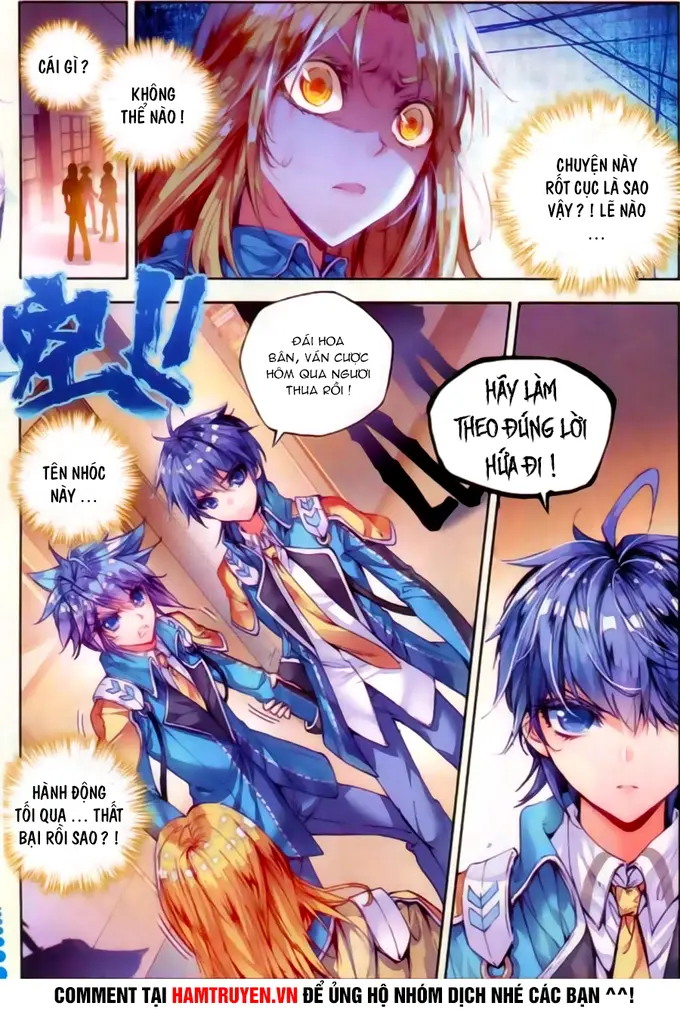 CÁI GÌ?
KHÔNG
THỂ NÀO!
CHUYỆN NÀY
RỐT CỤC LÀ SAO
VẬY?! LẼ NÀO
...
ĐÁI HOA
BÂN, VÁN CƯỢC
HÔM QUA NGƯƠI
THUA RỒI!
HÃY LÀM
THEO ĐÚNG LỜI
HỨA ĐI!
TÊN NHÓC
NÀY ...
HÀNH ĐỘNG
TỐI QUA ... THẤT
BẠI RỒI SAO?!
COMMENT TẠI HAMTRUYEN.VN ĐỂ ỦNG HỘ NHÓM DỊCH NHÉ CÁC BẠN ^^!